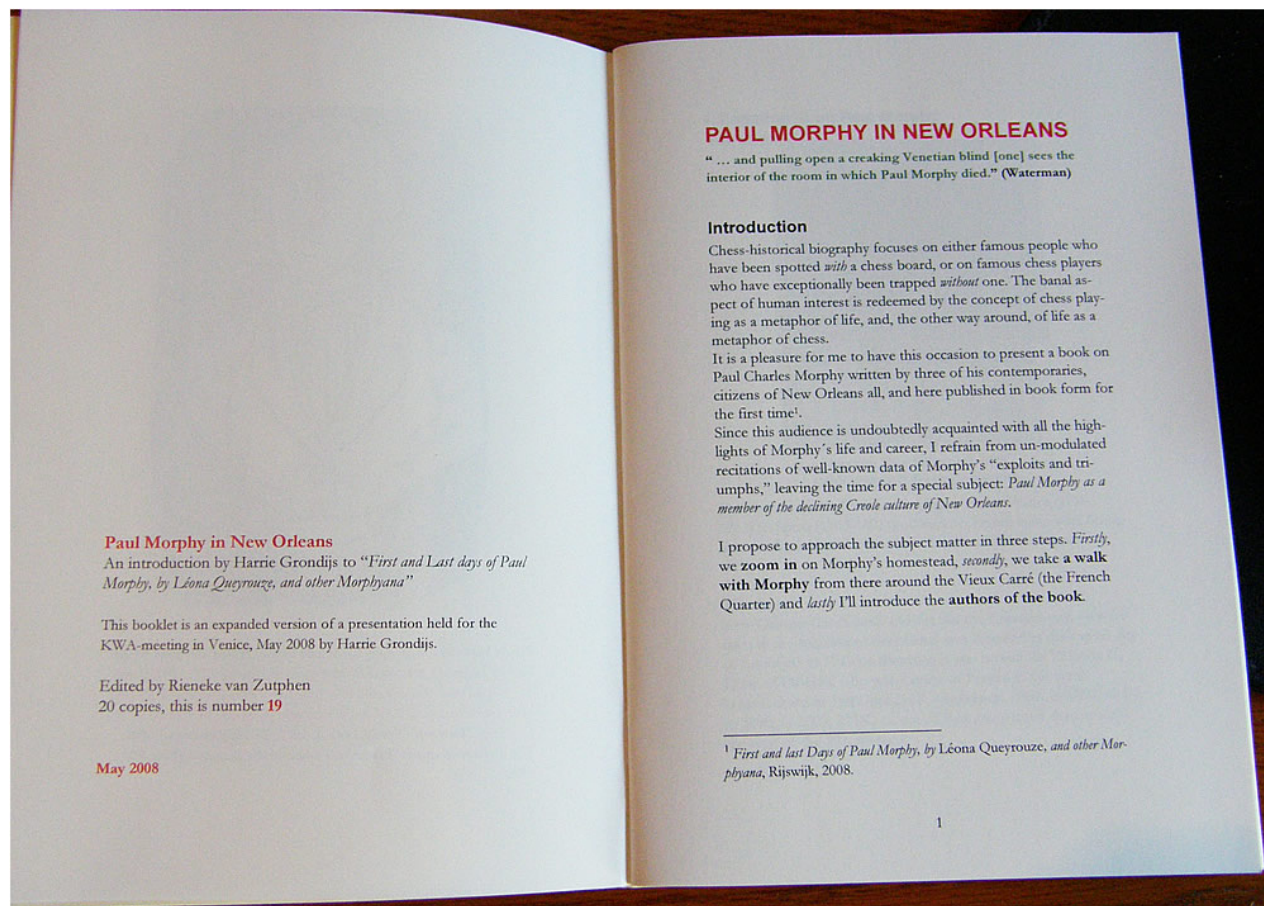 Paul Morphy in New Orleans
An introduction by Harrie Grondijs to “First and Last days of Paul
Morphy, by Léona Queyrouze, and other Morphyana”
This booklet is an expanded version of a presentation held for the
KWA-meeting in Venice, May 2008 by Harrie Grondijs.
Edited by Rieneke van Zutphen
20 copies, this is number 19
May 2008
PAUL MORPHY IN NEW ORLEANS
“ ... and pulling open a creaking Venetian blind [one] sees the
interior of the room in which Paul Morphy died.” (Waterman)
Introduction
Chess-historical biography focuses on either famous people who
have been spotted with a chess board, or on famous chess players
who have exceptionally been trapped without one. The banal as-
pect of human interest is redeemed by the concept of chess play-
ing as a metaphor of life, and, the other way around, of life as a
metaphor of chess.
It is a pleasure for me to have this occasion to present a book on
Paul Charles Morphy written by three of his contemporaries,
citizens of New Orleans all, and here published in book form for
the first time¹.
Since this audience is undoubtedly acquainted with all the high-
lights of Morphy´s life and career, I refrain from un-modulated
recitations of well-known data of Morphy’s “exploits and tri-
umphs,” leaving the time for a special subject: Paul Morphy as a
member of the declining Creole culture of New Orleans.
I propose to approach the subject matter in three steps. Firstly,
we zoom in on Morphy’s homestead, secondly, we take a walk
with Morphy from there around the Vieux Carré (the French
Quarter) and lastly I’ll introduce the authors of the book.
¹ First and last Days of Paul Morphy, by Léona Queyrouze, and other Mor-
phyana, Rijswijk, 2008.
1